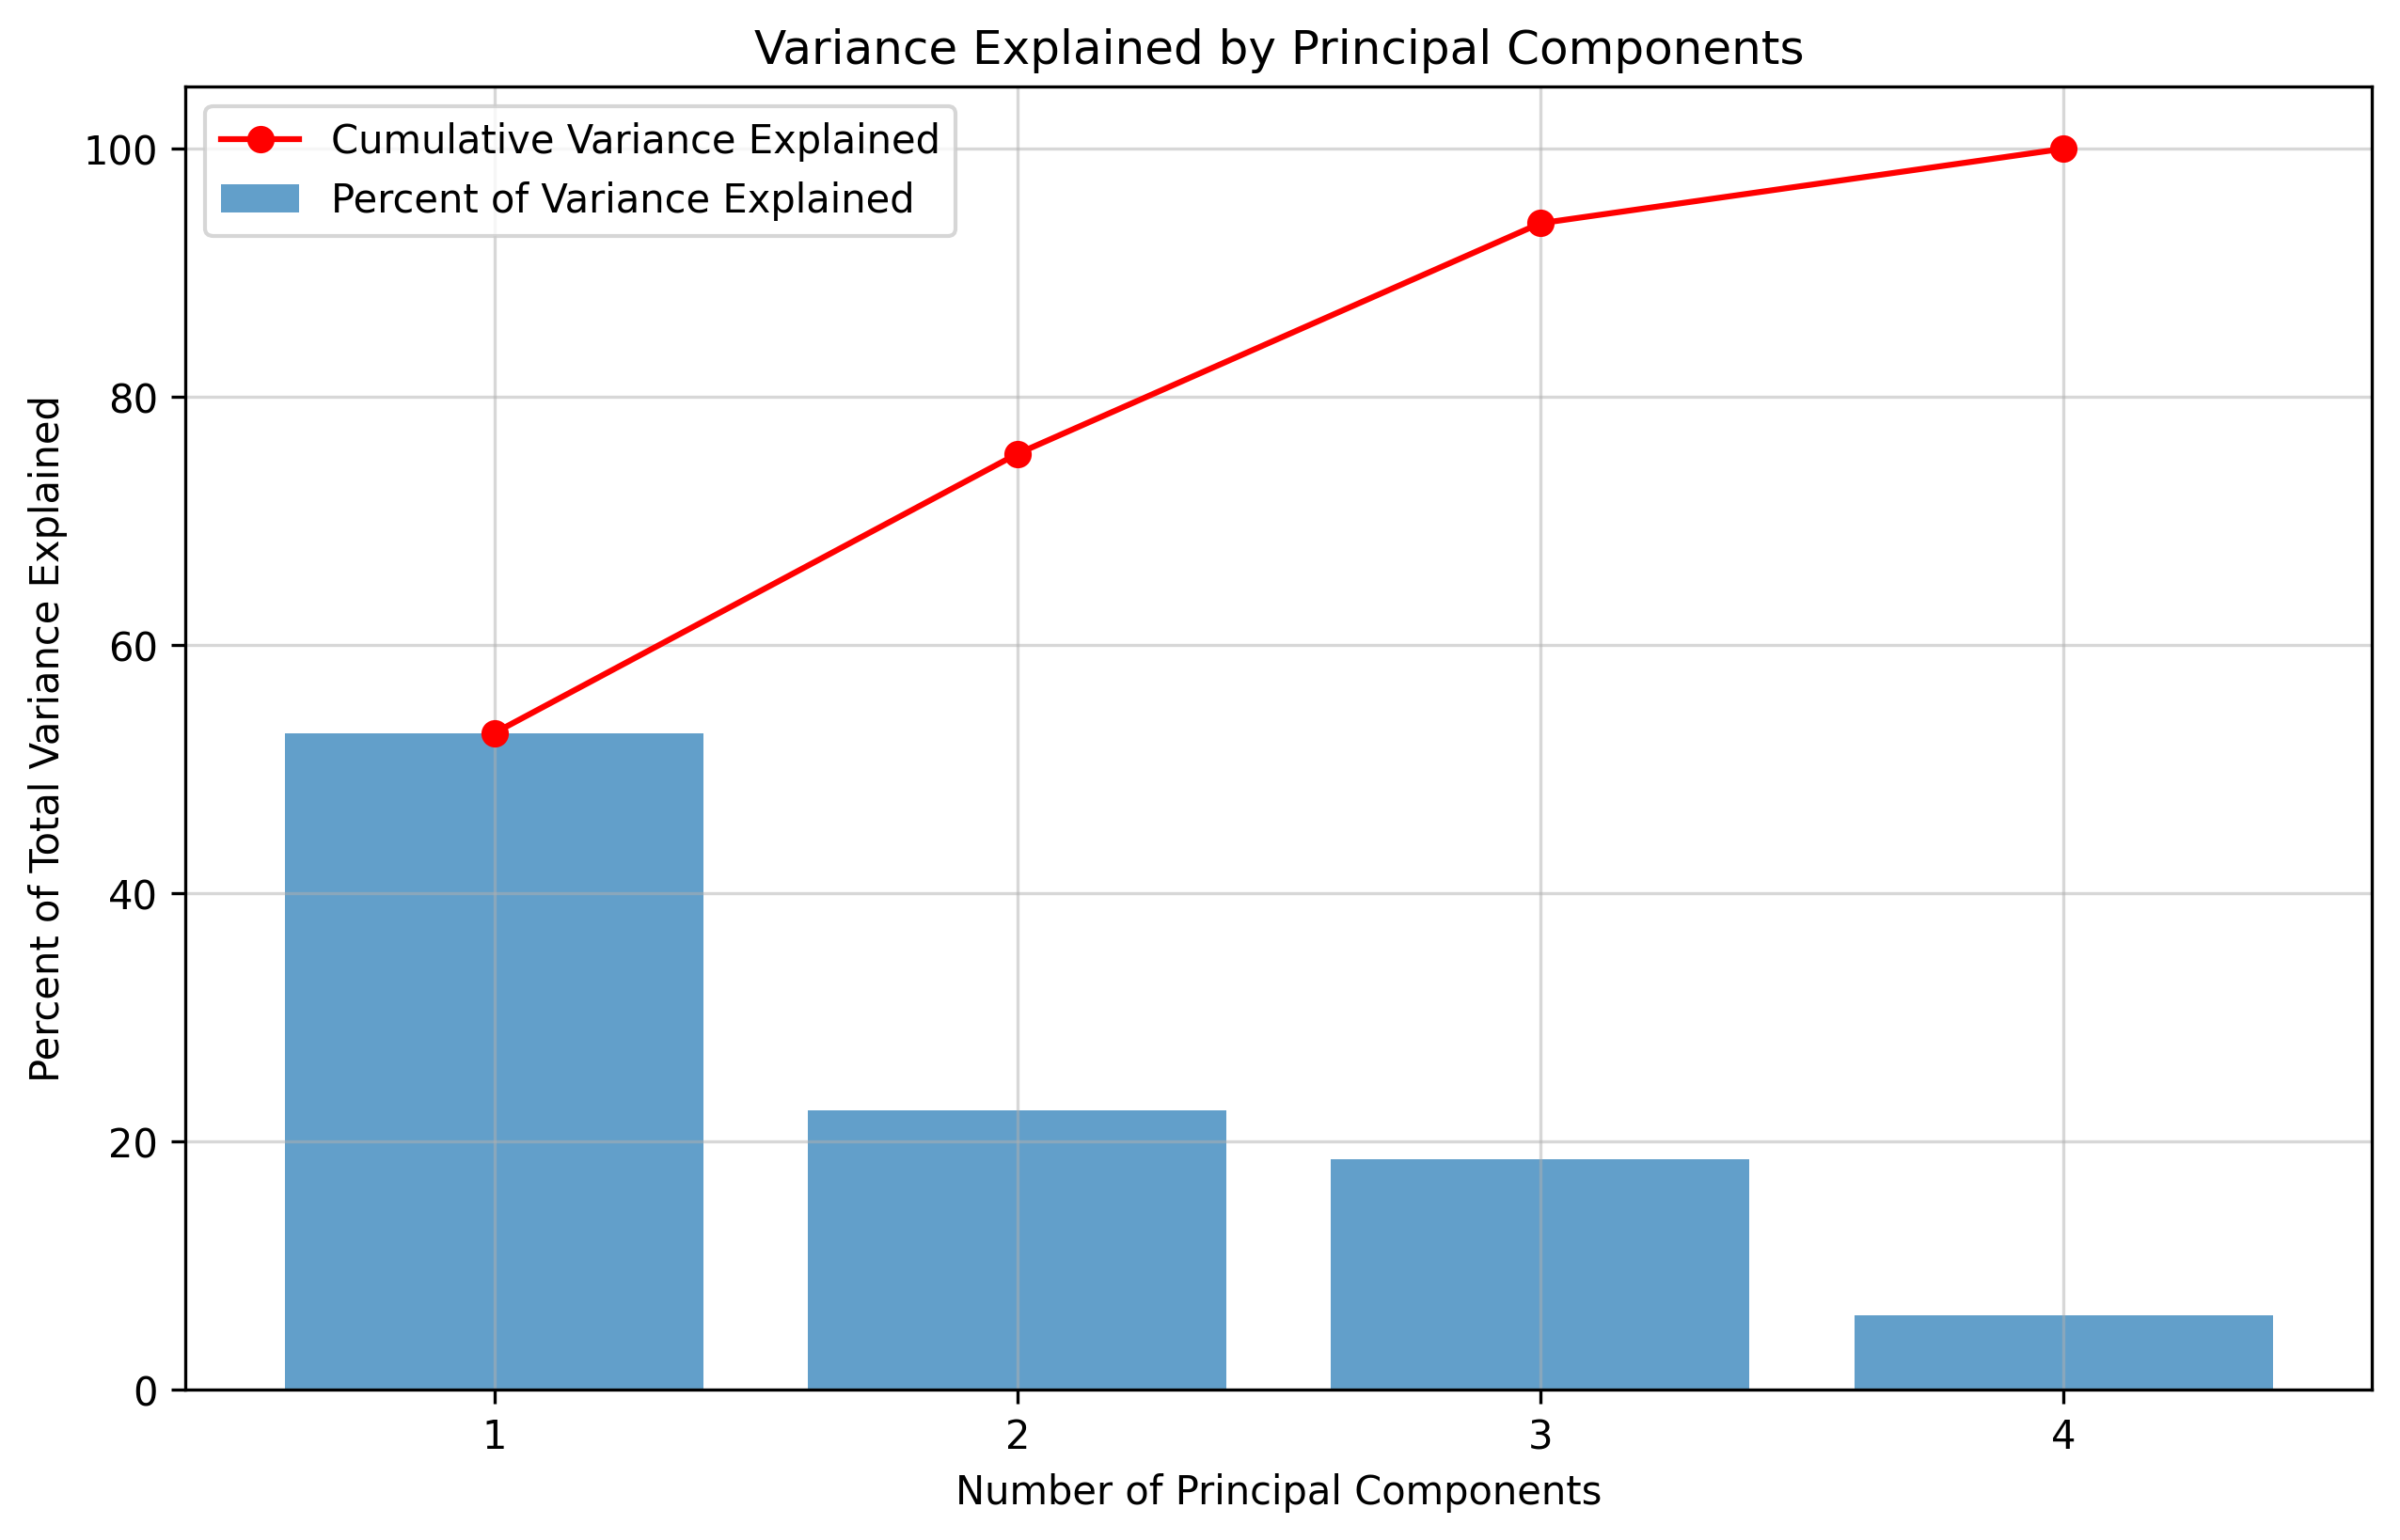 Variance Explained by Principal Components
Cumulative Variance Explained
Percent of Variance Explained
Percent of Total Variance Explained
100
80
60
40
20
0
1
2
3
4
Number of Principal Components